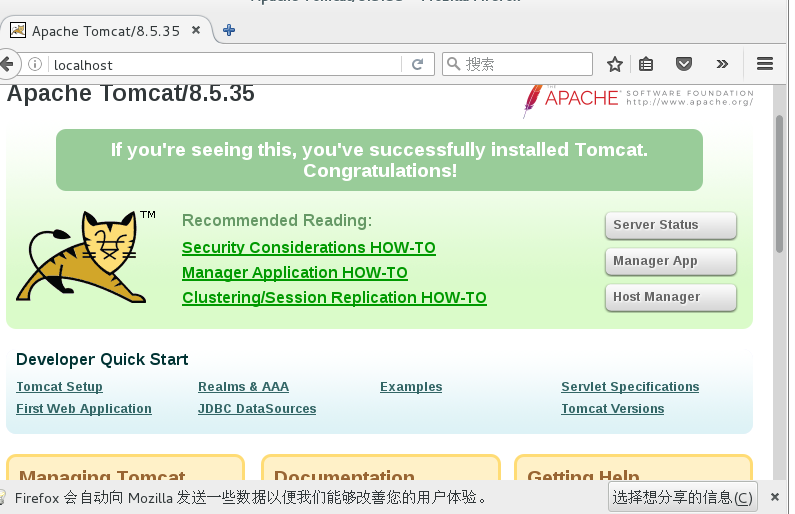 Apache Tomcat/8.5.35
localhost
搜索
Apache Tomcat/8.5.35
APACHE
SOFTWARE FOUNDATION
http://www.apache.org/
If you're seeing this, you've successfully installed Tomcat.
Congratulations!
TM
Recommended Reading:
Security Considerations HOW-TO
Manager Application HOW-TO
Clustering/Session Replication HOW-TO
Server Status
Manager App
Host Manager
Developer Quick Start
Tomcat Setup
Realms & AAA
Examples
Servlet Specifications
First Web Application
JDBC DataSources
Tomcat Versions
Managing Tomcat
Documentation
Getting Help
Firefox 会自动向 Mozilla 发送一些数据以便我们能够改善您的用户体验。
选择想分享的信息(C)